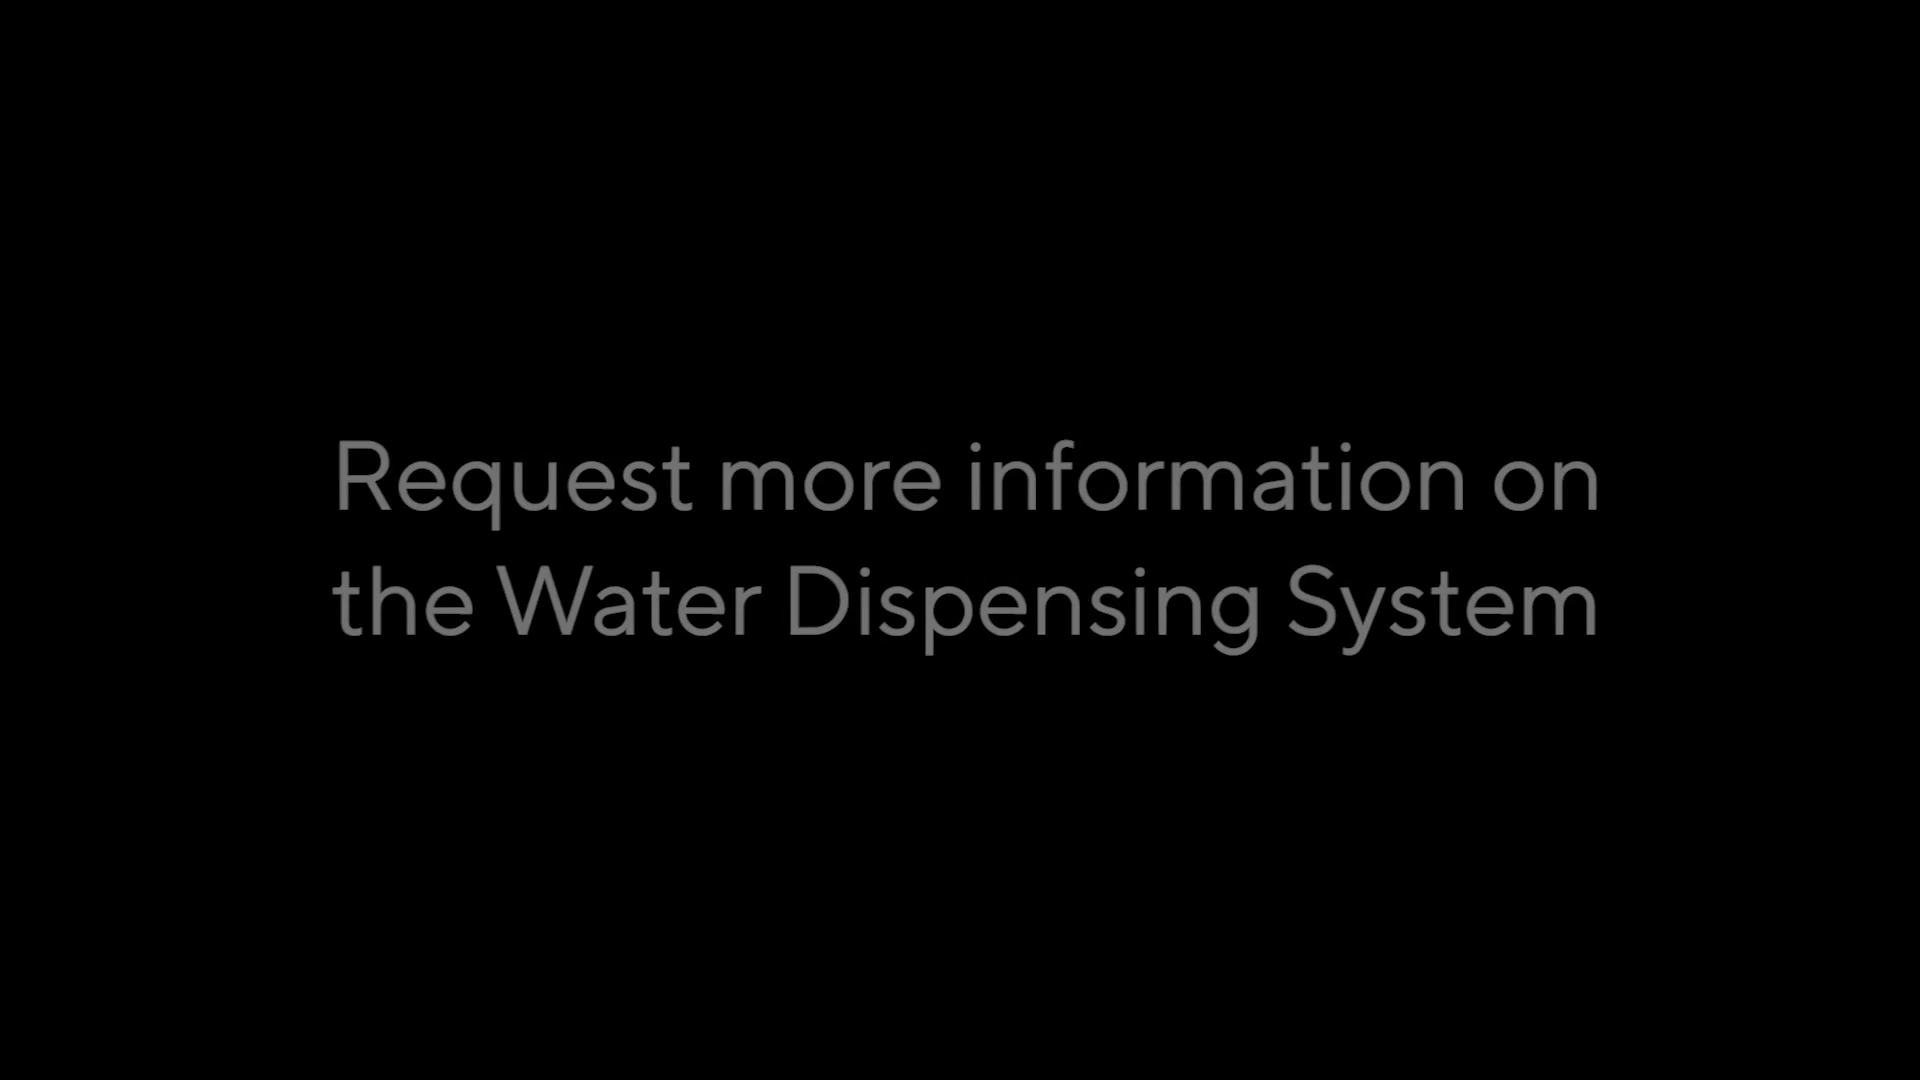 Request more information on
the Water Dispensing System